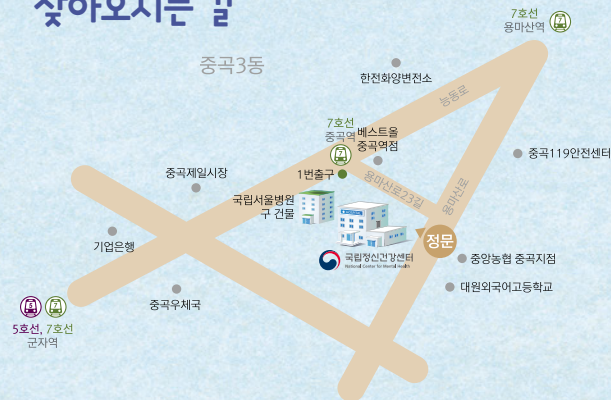 찾아오시는 길
7호선
용마산역
7
중곡3동
한전화양변전소
능동로
7호선
중곡역
7
베스트올
중곡역점
중곡119안전센터
1번출구
중곡제일시장
용마산로23길
용마산로
국립서울병원
구 건물
기업은행
정문
국립정신건강센터
National Center for Mental Health
중앙농협 중곡지점
대원외국어고등학교
중곡우체국
5
7
5호선, 7호선
군자역